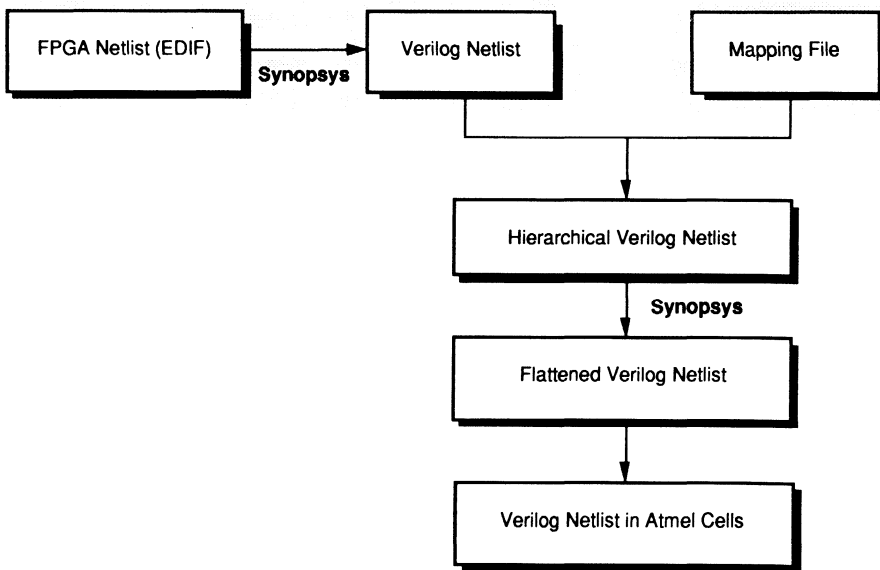 FPGA Netlist (EDIF)
Synopsys
Verilog Netlist
Mapping File
Hierarchical Verilog Netlist
Synopsys
Flattened Verilog Netlist
Verilog Netlist in Atmel Cells